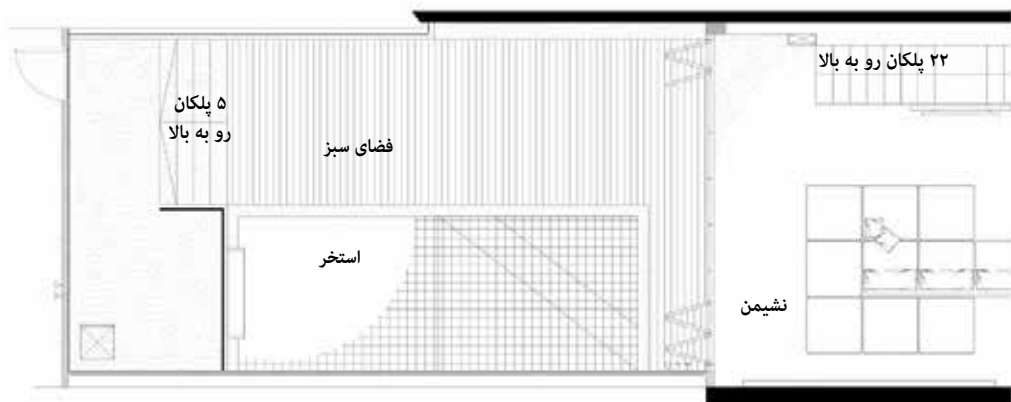 ۲۲ پلکان رو به بالا
۵ پلکان
رو به بالا
فضای سبز
استخر
نشیمن